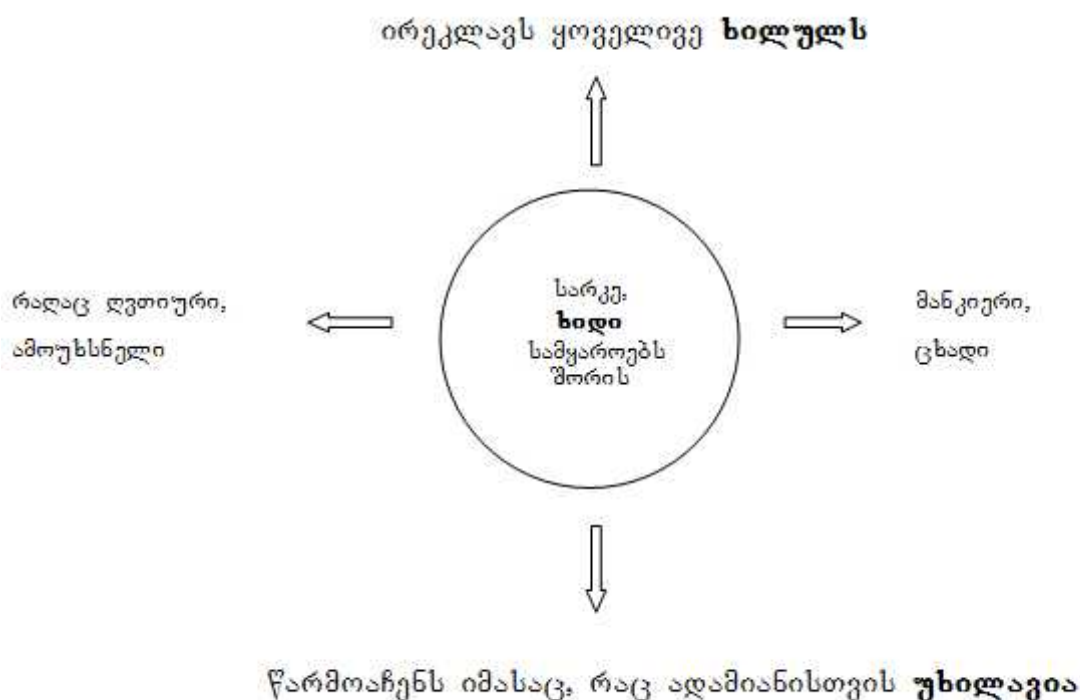 ირეკლავს ყოველივე ხილულს
რაღაც ღვთიური,
ამოუხსნელი
სარკე,
ხიდი
სამყაროებს
შორის
მანკიერი,
ცხადი
წარმოაჩენს იმასაც, რაც ადამიანისთვის უხილავია